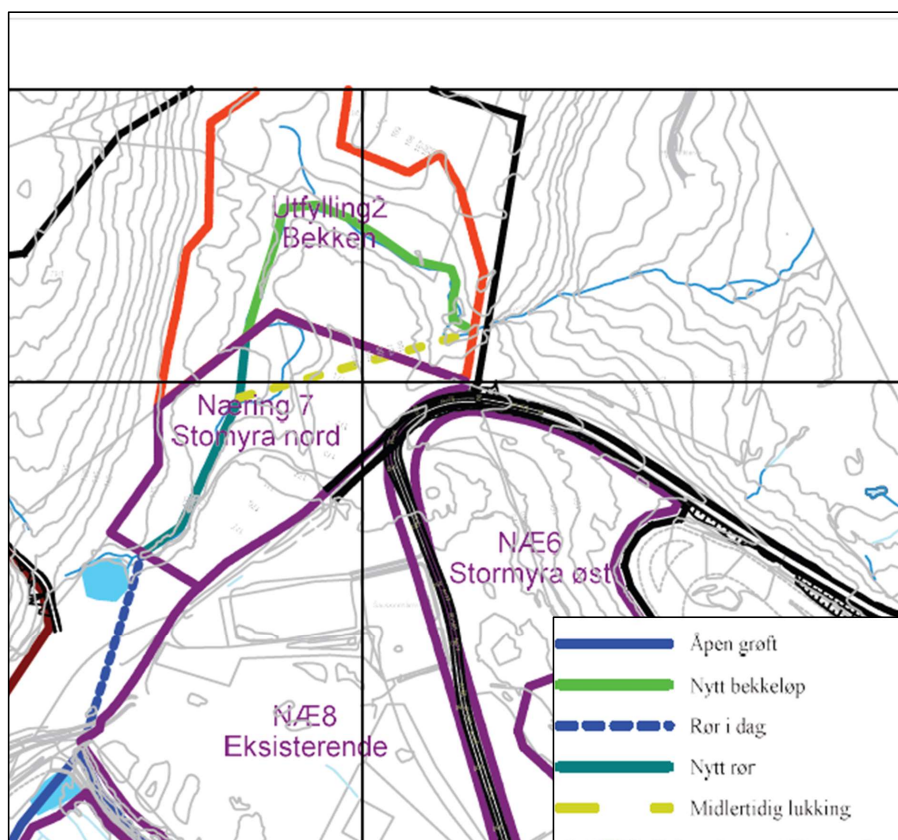 Utfylling2
Bekken
Næring 7
Stomyra nord
NÆ6
Stormyra øst
NÆ8
Eksisterende
Åpen grøft
Nytt bekkeløp
Rør i dag
Nytt rør
Midlertidig lukking